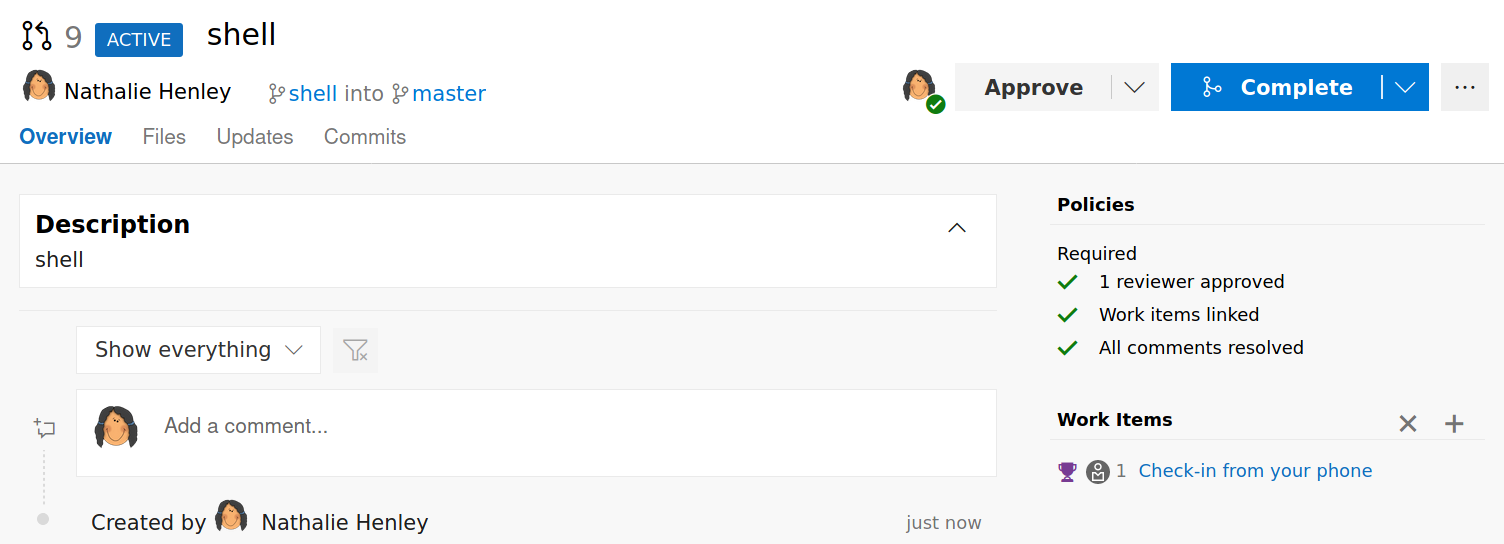 9 ACTIVE shell
Nathalie Henley shell into master
Approve Complete ...
Overview Files Updates Commits
Description
shell
Show everything
Add a comment...
Created by Nathalie Henley just now
Policies
Required
1 reviewer approved
Work items linked
All comments resolved
Work Items
1 Check-in from your phone